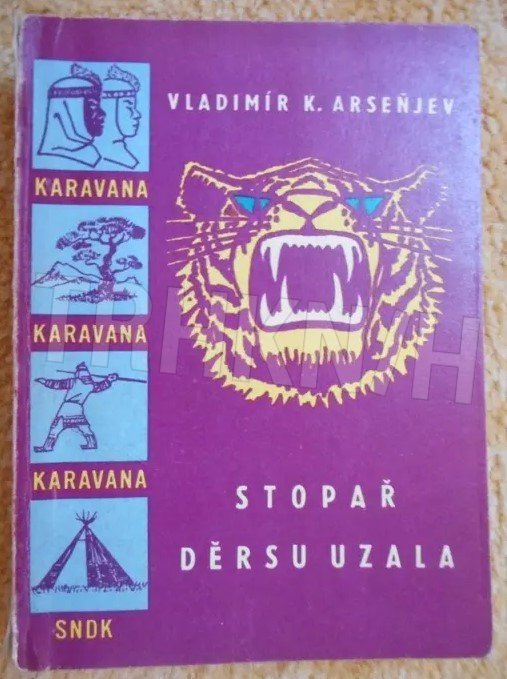 VLADIMÍR K. ARSEŇJEV
KARAVANA
KARAVANA
KARAVANA
SNDK
STOPAŘ
DĚRSU UZALA